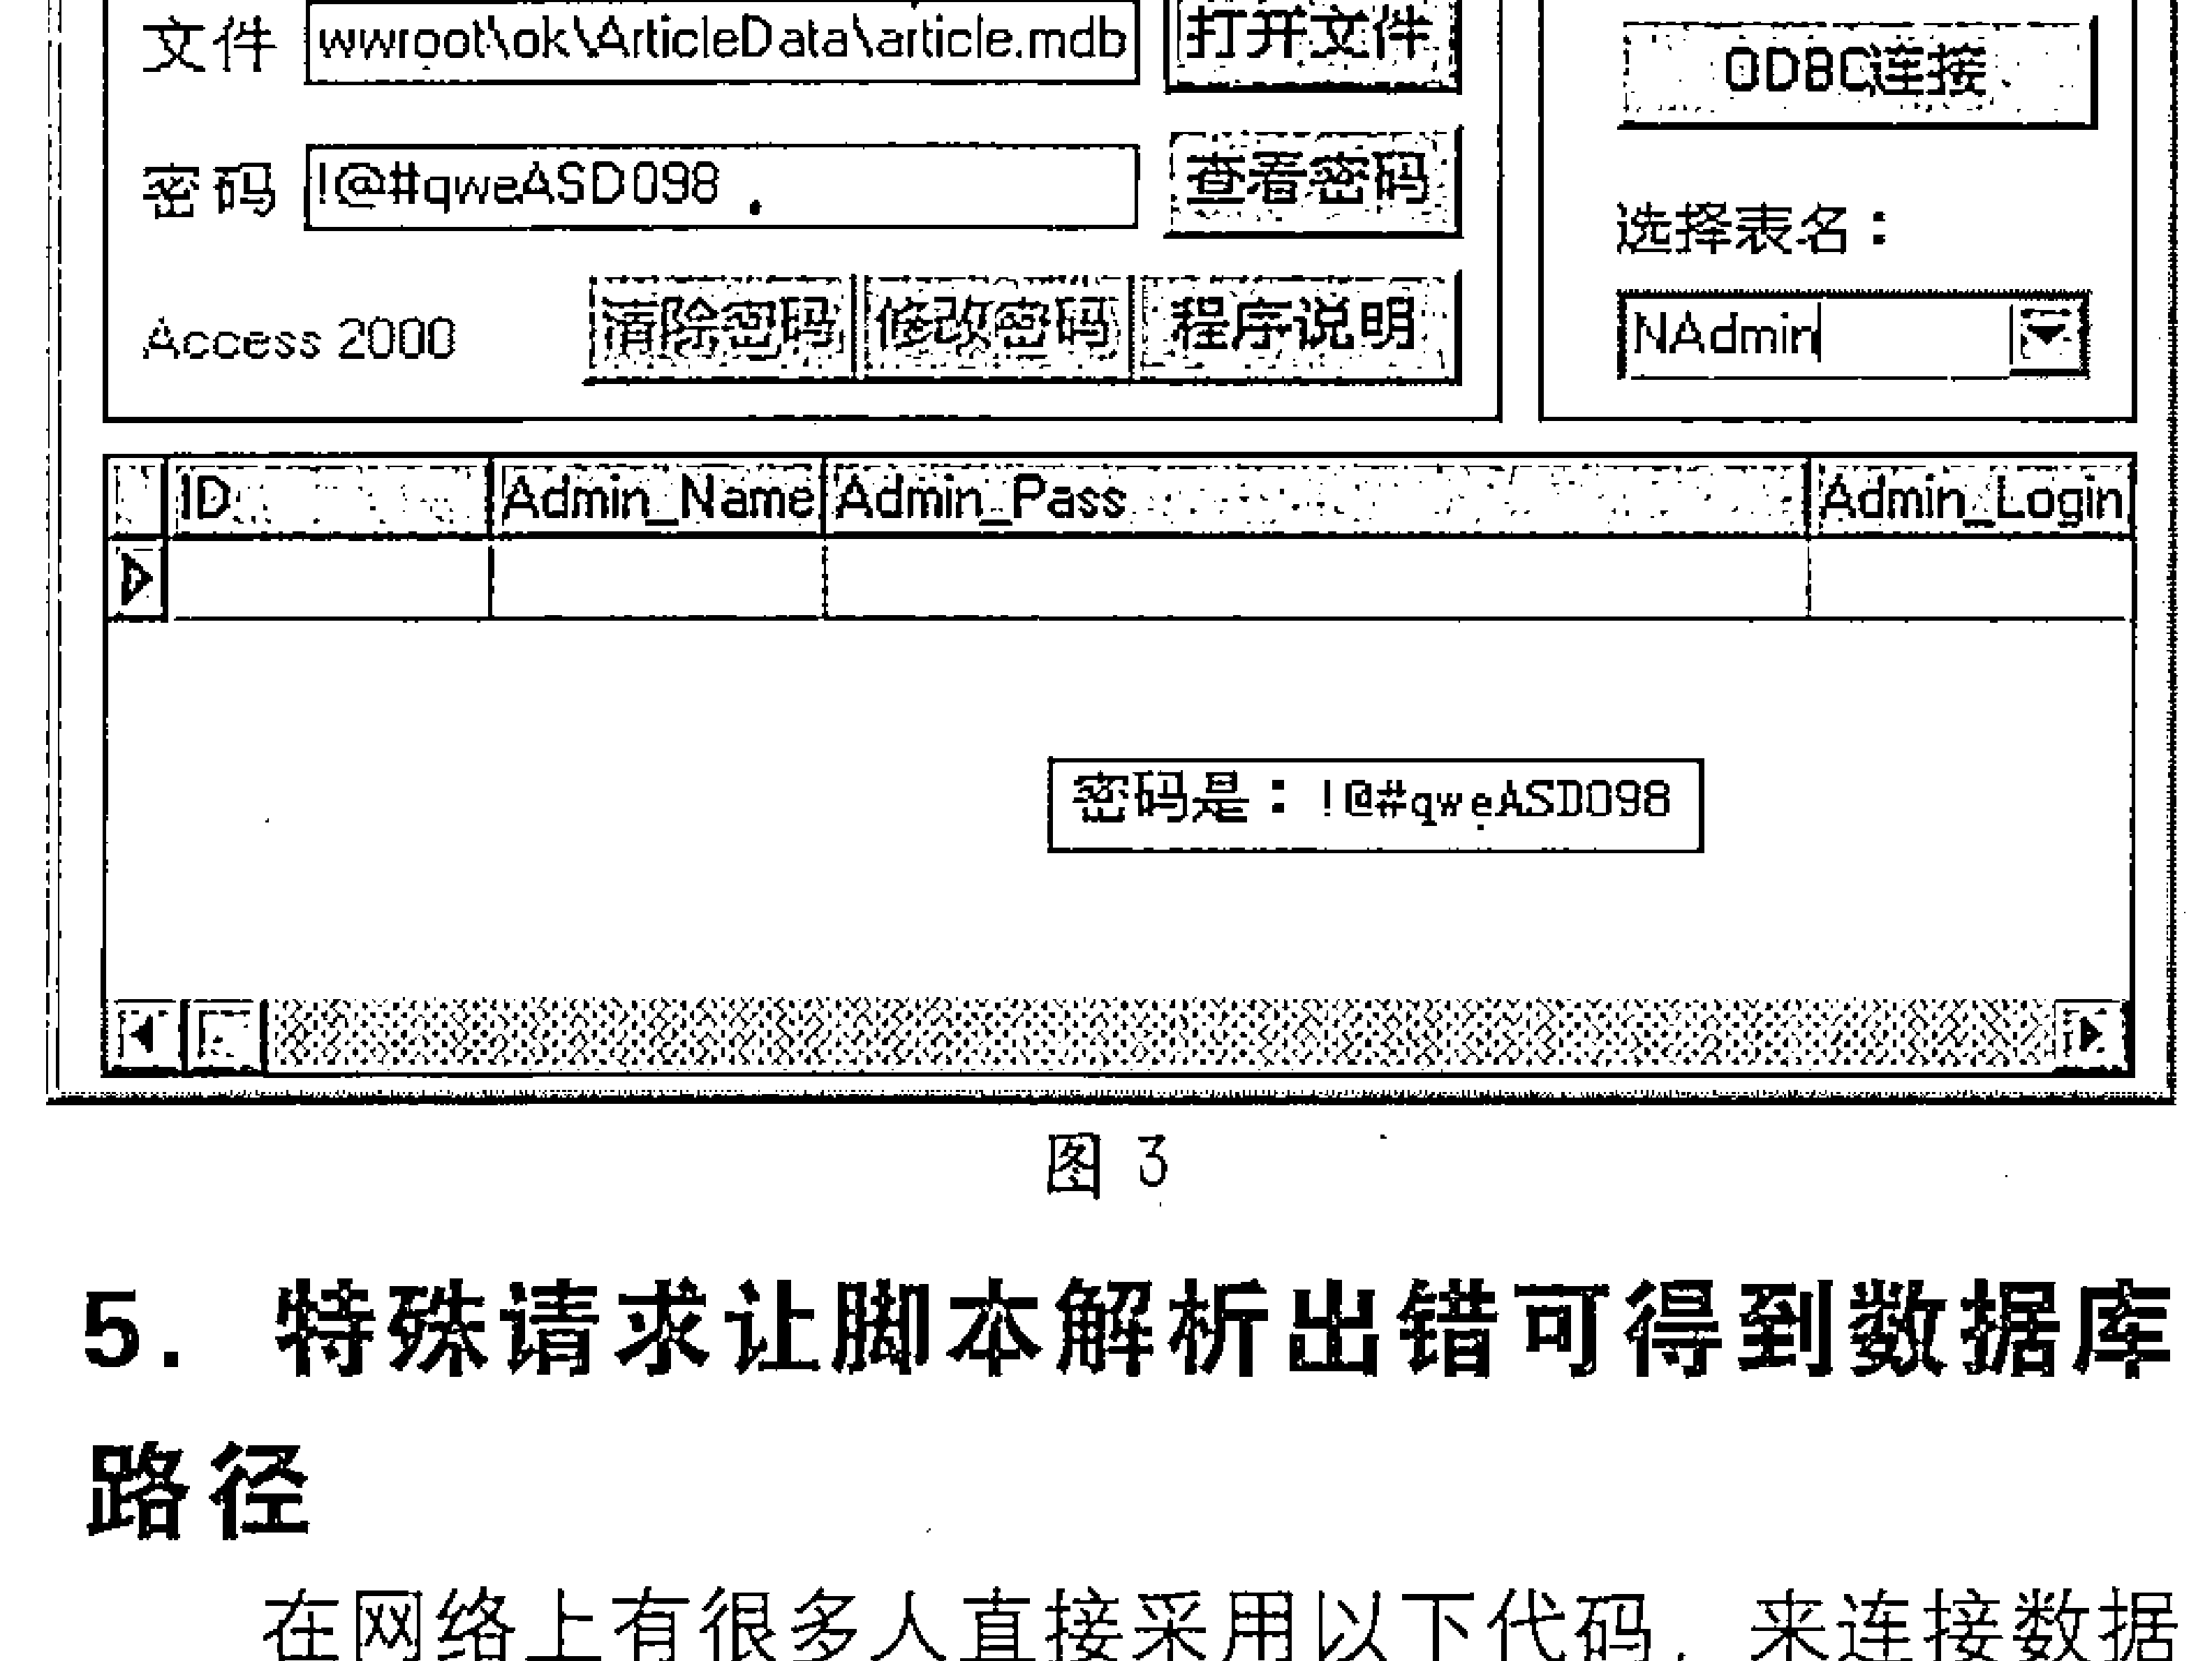 文件 wwroot\ok\ArticleData\article.mdb 打开文件
ODBC连接
密码 !@#qweASD098 查看密码
选择表名：
Access 2000 清除密码 修改密码 程序说明
NAdmin
ID Admin_Name Admin_Pass Admin_Login
密码是：!@#qweASD098
图 3
5. 特殊请求让脚本解析出错可得到数据库
路径
在网络上有很多人直接采用以下代码，来连接数据